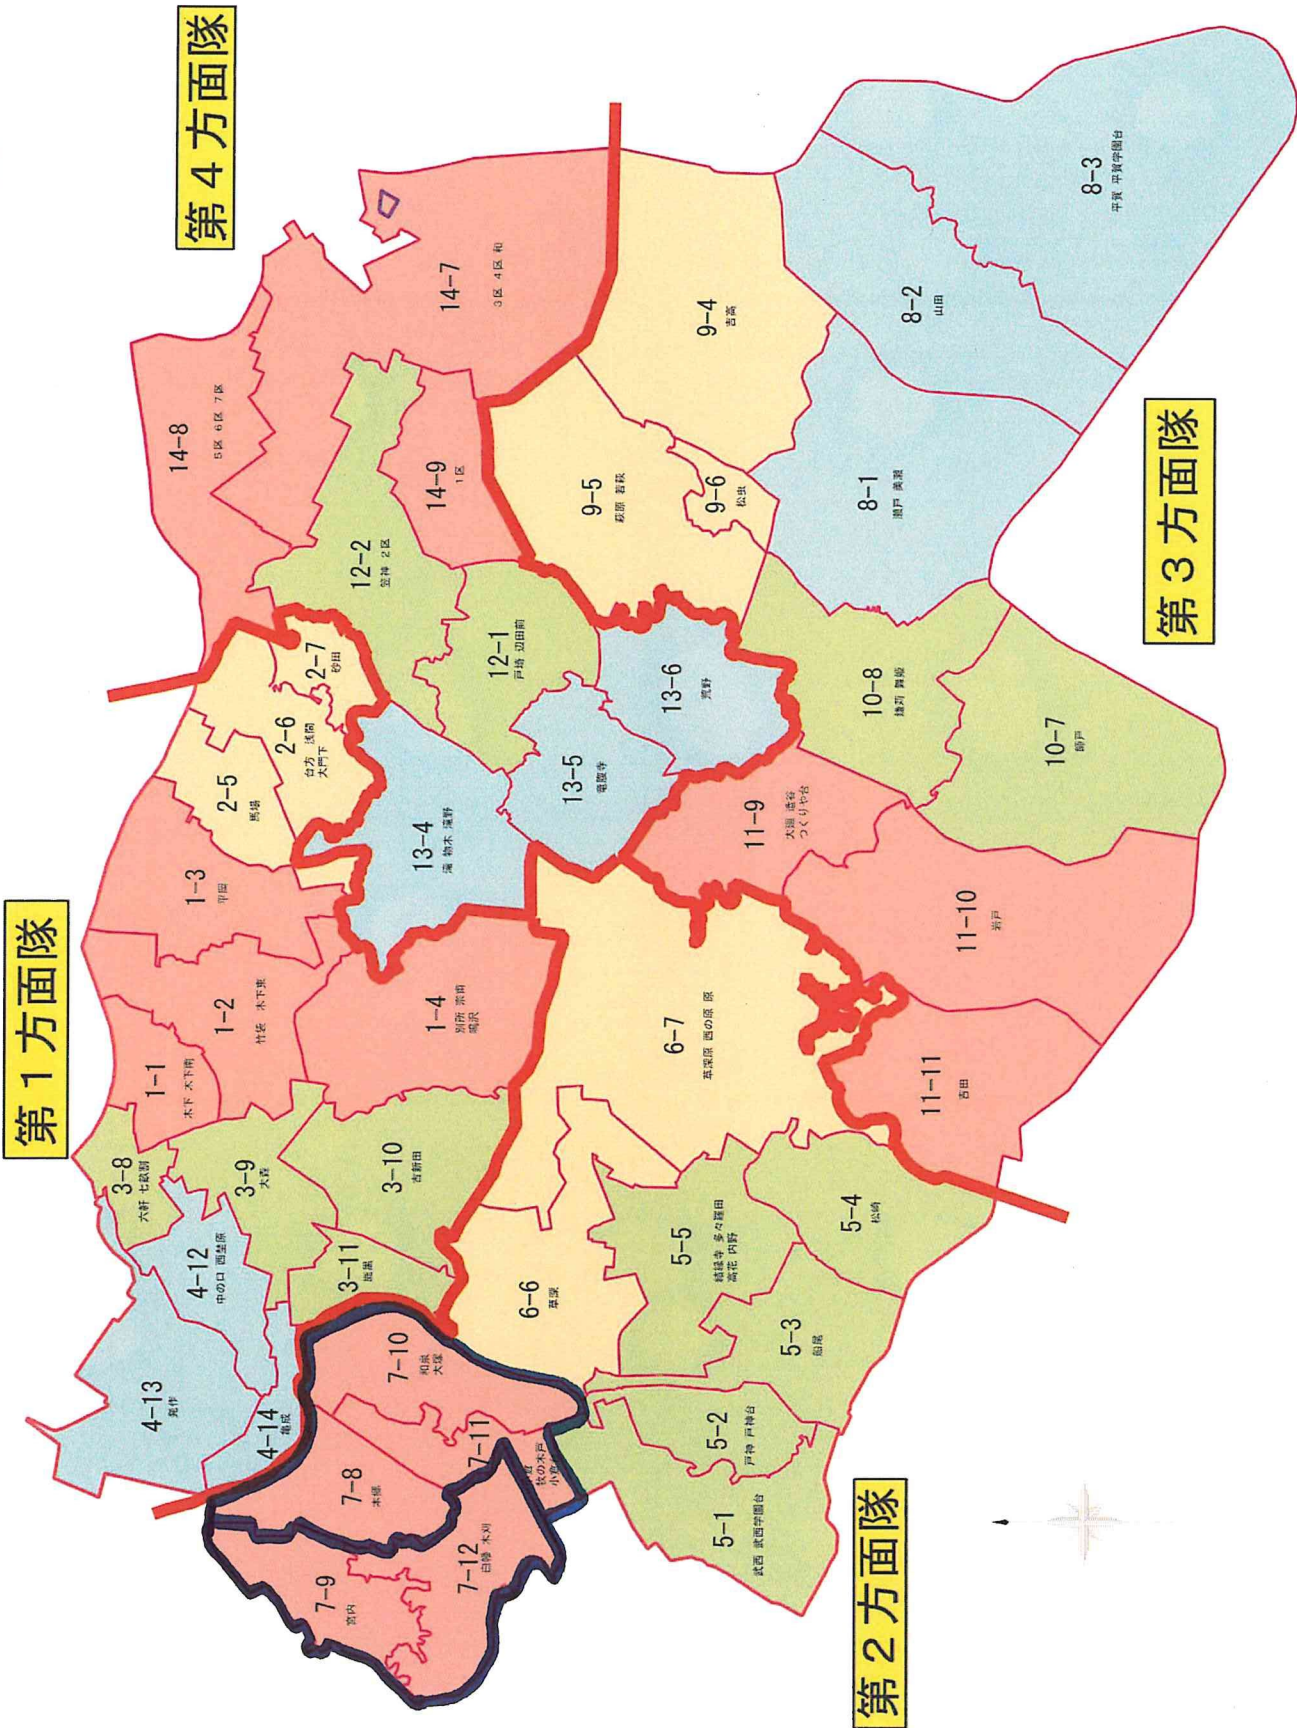 第1方面隊
第4方面隊
第2方面隊
第3方面隊
4-13
発作
4-14
亀成
4-12
中の口 西埜原
3-8
六軒 七畝割
3-9
大森
3-11
鹿黒
3-10
吉新田
1-1
木下 木下南
1-2
竹袋 木下東
1-3
平岡
1-4
別所 宗甫
鳴沢
2-5
馬場
2-6
台方 浅間
大門下
2-7
砂田
14-8
5区 6区 7区
14-7
3区 4区 和
14-9
1区
12-2
笠神 2区
12-1
戸埼 辺田前
13-4
滝 物木 滝野
13-5
竜腹寺
13-6
荒野
7-9
宮内
7-8
本郷
7-10
和泉
大塚
7-11
牧の木戸
7-12
白幡 木刈
6-6
草深
6-7
草深原 西の原 原
5-1
武西 武西学園台
5-2
戸神 戸神台
5-3
船尾
5-4
松崎
5-5
結縁寺 多々羅田
高花 内野
9-4
吉高
9-5
萩原 若萩
9-6
松虫
8-1
瀬戸 美瀬
8-2
山田
8-3
平賀 平賀学園台
10-8
鎌苅 舞姫
10-7
師戸
11-9
大廻 造谷
つくりや台
11-10
岩戸
11-11
吉田